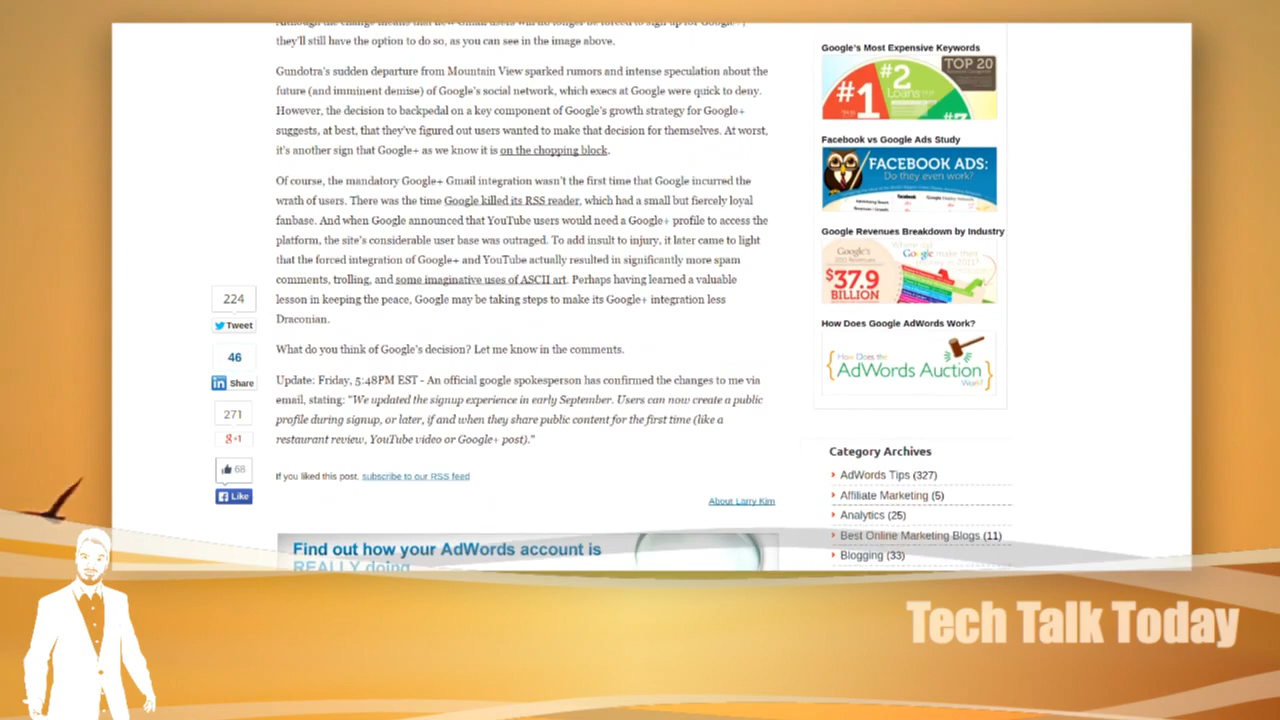 they'll still have the option to do so, as you can see in the image above.
Gundotra's sudden departure from Mountain View sparked rumors and intense speculation about the
future (and imminent demise) of Google's social network, which execs at Google were quick to deny.
However, the decision to backpedal on a key component of Google's growth strategy for Google+
suggests, at best, that they've figured out users wanted to make that decision for themselves. At worst,
it's another sign that Google+ as we know it is on the chopping block.
Of course, the mandatory Google+ Gmail integration wasn't the first time that Google incurred the
wrath of users. There was the time Google killed its RSS reader, which had a small but fiercely loyal
fanbase. And when Google announced that YouTube users would need a Google+ profile to access the
platform, the site's considerable user base was outraged. To add insult to injury, it later came to light
that the forced integration of Google+ and YouTube actually resulted in significantly more spam
comments, trolling, and some imaginative uses of ASCII art. Perhaps having learned a valuable
lesson in keeping the peace, Google may be taking steps to make its Google+ integration less
Draconian.
What do you think of Google's decision? Let me know in the comments.
Update: Friday, 5:48PM EST - An official google spokesperson has confirmed the changes to me via
email, stating: "We updated the signup experience in early September. Users can now create a public
profile during signup, or later, if and when they share public content for the first time (like a
restaurant review, YouTube video or Google+ post)."
If you liked this post, subscribe to our RSS feed
About Larry Kim
Find out how your AdWords account is
REALLY doing
224
Tweet
46
in Share
271
g+1
68
f Like
Google's Most Expensive Keywords
#1
#2
Loans
TOP 20
Facebook vs Google Ads Study
FACEBOOK ADS:
Do they even work?
Google Revenues Breakdown by Industry
Google's
2011 Revenues
$37.9
BILLION
Where did
Google make their
in 2011?
How Does Google AdWords Work?
{How Does the
AdWords Auction
Work?}
Category Archives
AdWords Tips (327)
Affiliate Marketing (5)
Analytics (25)
Best Online Marketing Blogs (11)
Blogging (33)
Tech Talk Today